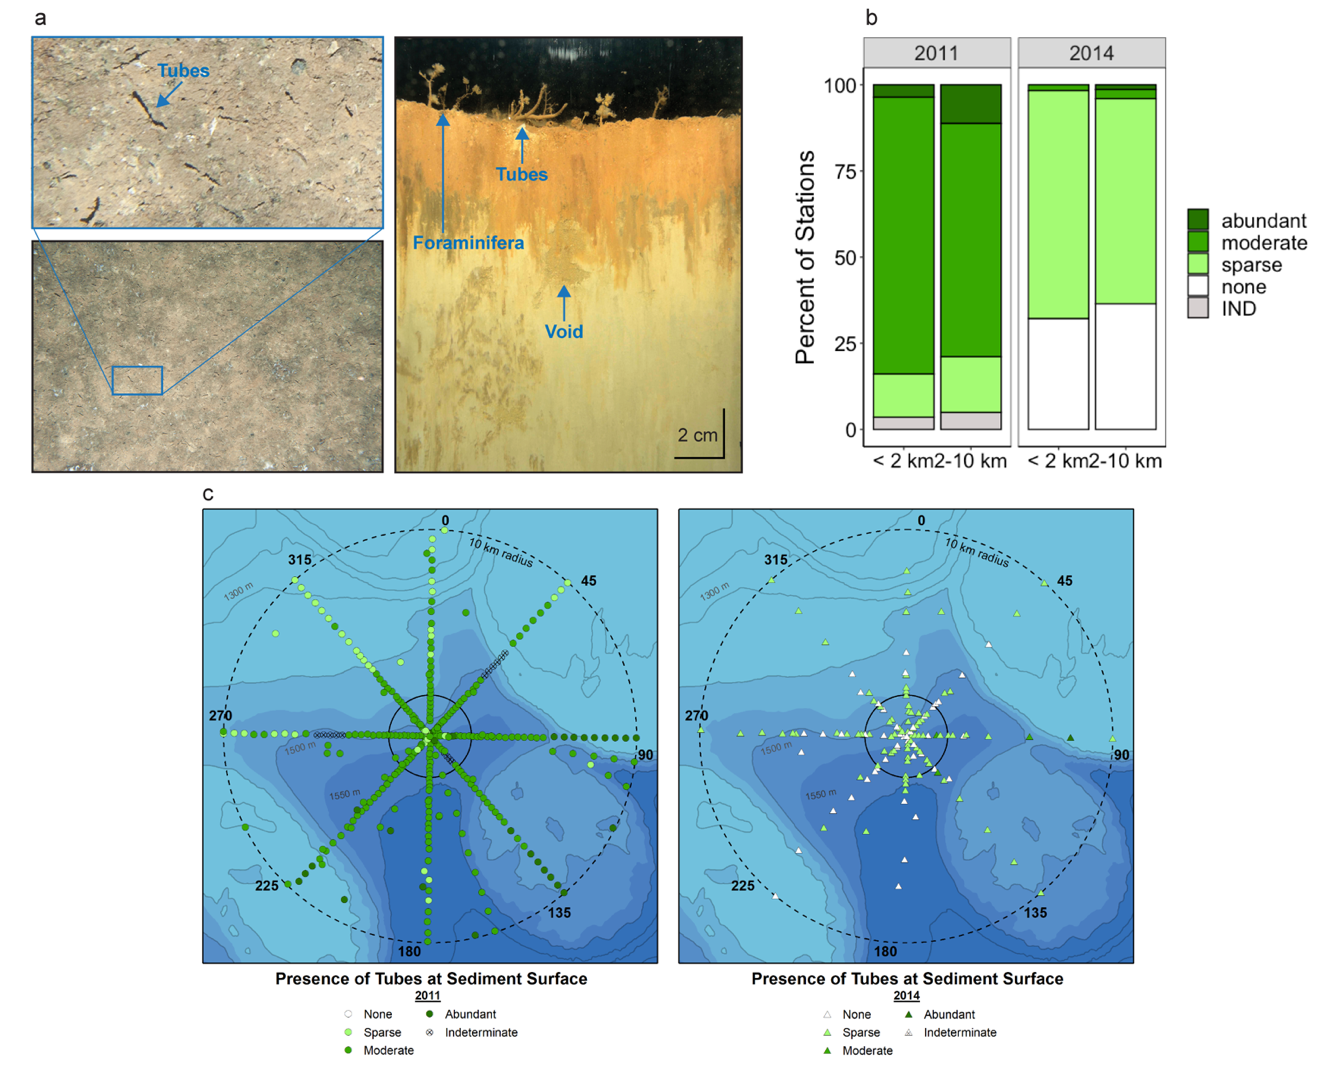 a
Tubes
Foraminifera
Tubes
Void
2 cm
b
2011
2014
100
75
50
25
0
Percent of Stations
< 2 km2-10 km
< 2 km2-10 km
abundant
moderate
sparse
none
IND
c
0
10 km radius
315
45
1300 m
270
1500 m
90
1550 m
225
135
180
Presence of Tubes at Sediment Surface
2011
None
Abundant
Sparse
Indeterminate
Moderate
0
10 km radius
315
45
1300 m
270
1500 m
90
1550 m
225
135
180
Presence of Tubes at Sediment Surface
2014
None
Abundant
Sparse
Indeterminate
Moderate